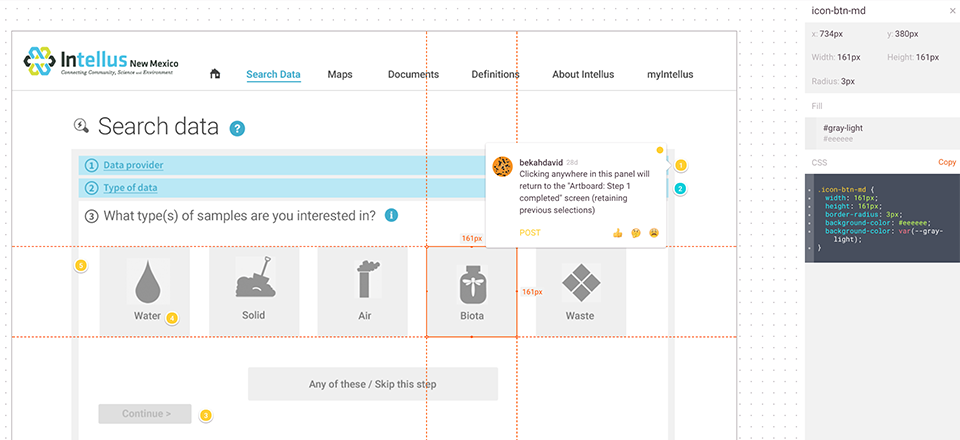 Intellus New Mexico
Connecting Community, Science and Environment
Search Data
Maps
Documents
Definitions
About Intellus
myIntellus
Search data ?
1 Data provider
2 Type of data
3 What type(s) of samples are you interested in? i
bekahdavid 28d
Clicking anywhere in this panel will
return to the "Artboard: Step 1
completed" screen (retaining
previous selections)
POST
1
2
161px
161px
5
Water
4
Solid
Air
Biota
Waste
Any of these / Skip this step
Continue >
3
icon-btn-md ×
x: 734px y: 380px
Width: 161px Height: 161px
Radius: 3px
Fill
#gray-light
#eeeeee
CSS Copy
.icon-btn-md {
width: 161px;
height: 161px;
border-radius: 3px;
background-color: #eeeeee;
background-color: var(--gray-
light);
}